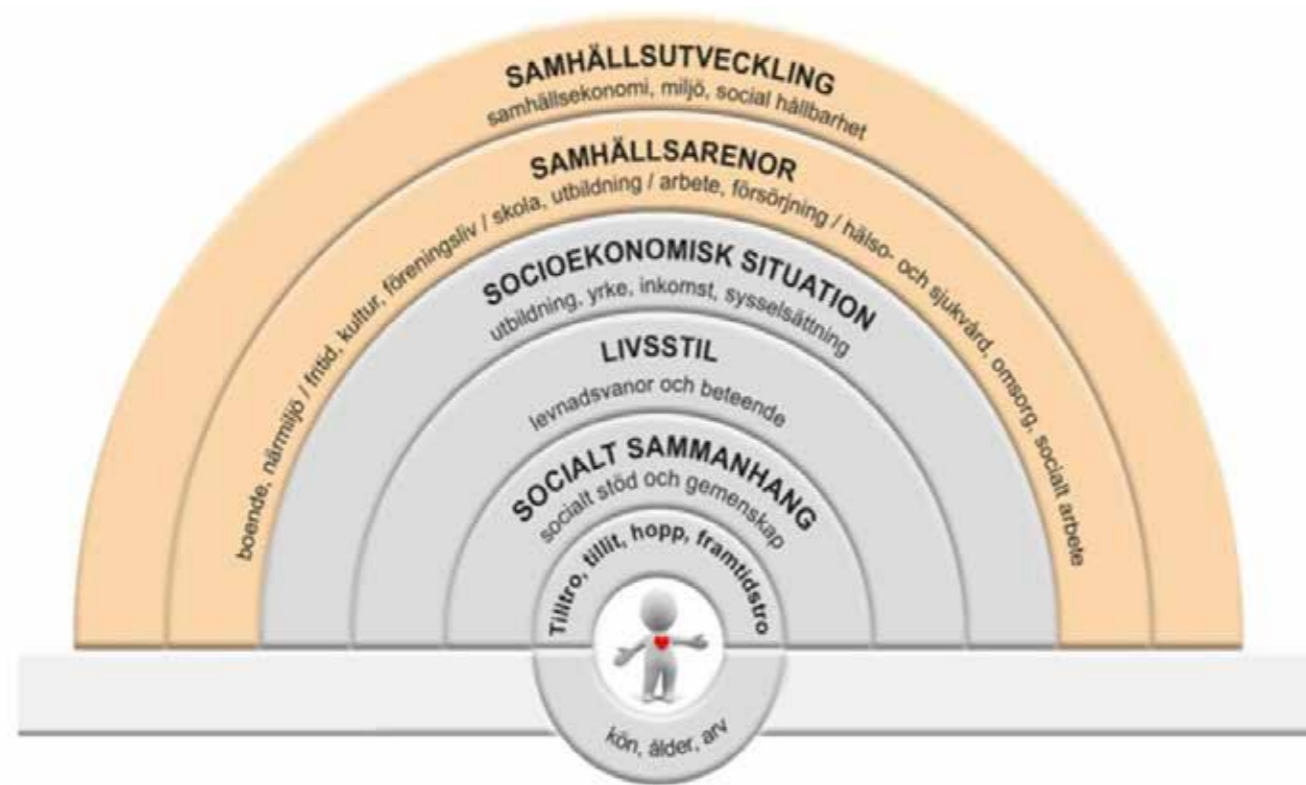 SAMHÄLLSUTVECKLING
samhällsekonomi, miljö, social hållbarhet
SAMHÄLLSARENOR
boende, närmiljö / fritid, kultur, föreningsliv / skola, utbildning / arbete, försörjning / hälso- och sjukvård, omsorg, socialt arbete
SOCIOEKONOMISK SITUATION
utbildning, yrke, inkomst, sysselsättning
LIVSSTIL
levnadsvanor och beteende
SOCIALT SAMMANHANG
socialt stöd och gemenskap
Tilltro, tillit, hopp, framtidstro
kön, ålder, arv